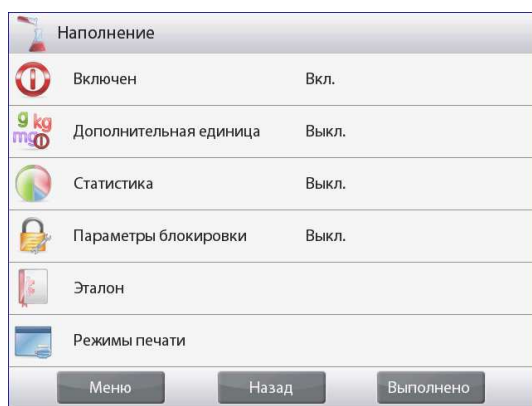 Наполнение
Включен Вкл.
g kg
mg
Дополнительная единица Выкл.
Статистика Выкл.
Параметры блокировки Выкл.
Эталон
Режимы печати
Меню Назад Выполнено